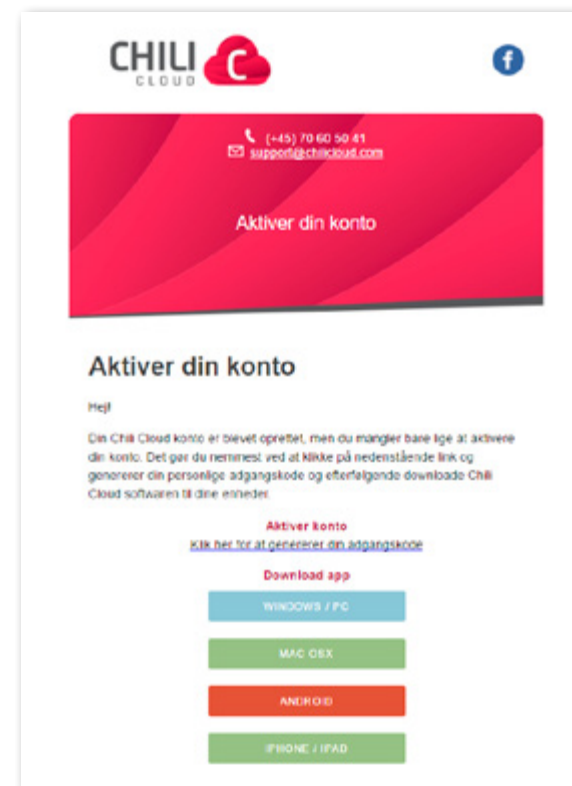 CHILI C
CLOUD
f
(+45) 70 60 50 41
support@chilicloud.com
Aktiver din konto
Aktiver din konto
Hej!
Din Chili Cloud konto er blevet oprettet, men du mangler bare lige at aktivere
din konto. Det gør du nemmest ved at klikke på nedenstående link og
genererer din personlige adgangskode og efterfølgende downloade Chili
Cloud softwaren til dine enheder.
Aktiver konto
Klik her for at genererer din adgangskode
Download app
WINDOWS / PC
MAC OSX
ANDROID
IPHONE / IPAD